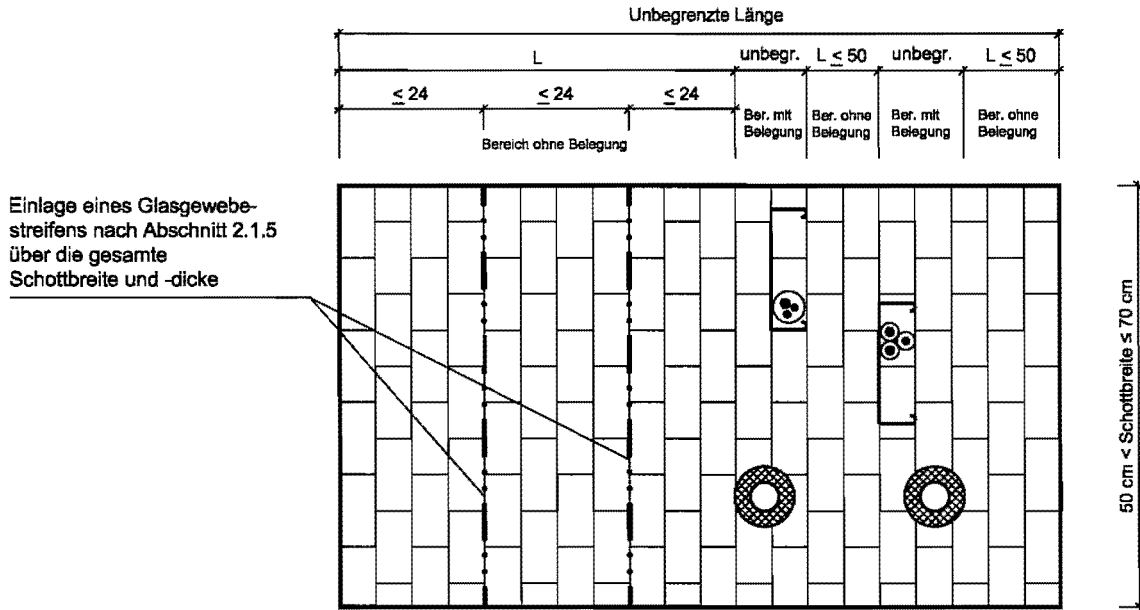 Unbegrenzte Länge
L
unbegr.
L ≤ 50
unbegr.
L ≤ 50
≤ 24
≤ 24
≤ 24
Ber. mit
Belegung
Ber. ohne
Belegung
Ber. mit
Belegung
Ber. ohne
Belegung
Bereich ohne Belegung
Einlage eines Glasgewebe-
streifens nach Abschnitt 2.1.5
über die gesamte
Schottbreite und -dicke
50 cm < Schottbreite ≤ 70 cm